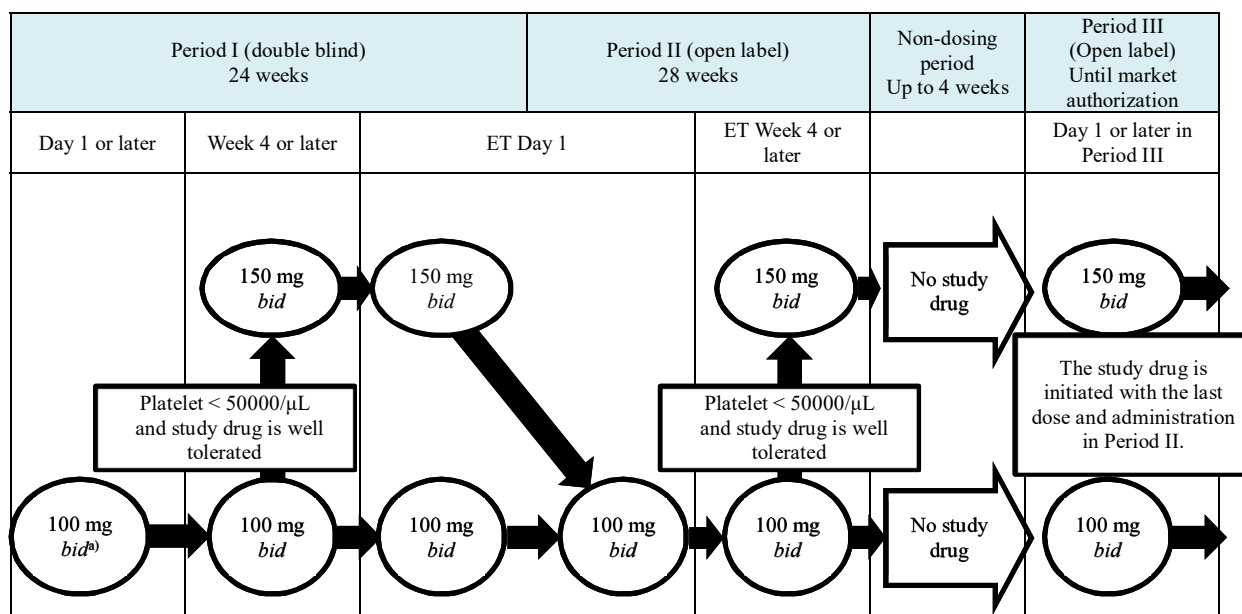 Period I (double blind)
24 weeks
Period II (open label)
28 weeks
Non-dosing
period
Up to 4 weeks
Period III
(Open label)
Until market
authorization
Day 1 or later
Week 4 or later
ET Day 1
ET Week 4 or
later
Day 1 or later in
Period III
150 mg
bid
150 mg
bid
150 mg
bid
No study
drug
150 mg
bid
Platelet < 50000/μL
and study drug is well
tolerated
Platelet < 50000/μL
and study drug is well
tolerated
The study drug is
initiated with the last
dose and administration
in Period II.
100 mg
bid a)
100 mg
bid
100 mg
bid
100 mg
bid
100 mg
bid
No study
drug
100 mg
bid